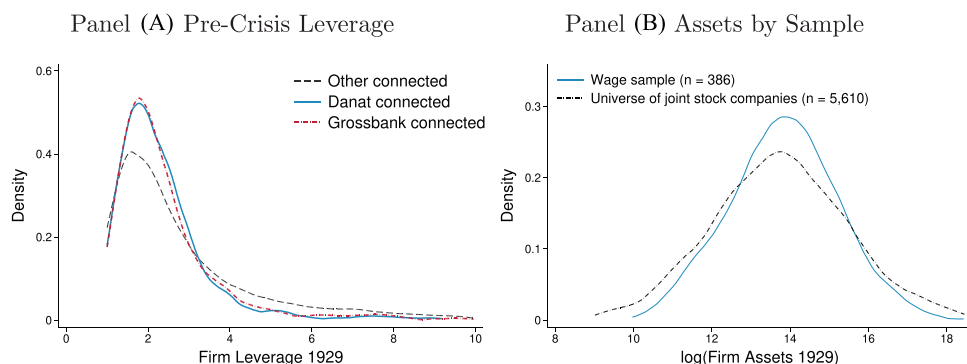 Panel (A) Pre-Crisis Leverage
0.6
0.4
0.2
0
Density
Other connected
Danat connected
Grossbank connected
0 2 4 6 8 10
Firm Leverage 1929
Panel (B) Assets by Sample
0.3
0.2
0.1
0
Density
Wage sample (n = 386)
Universe of joint stock companies (n = 5,610)
8 10 12 14 16 18
log(Firm Assets 1929)